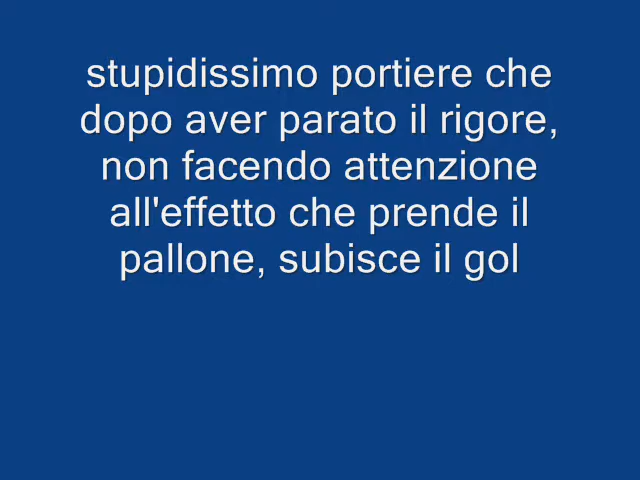 stupidissimo portiere che
dopo aver parato il rigore,
non facendo attenzione
all'effetto che prende il
pallone, subisce il gol